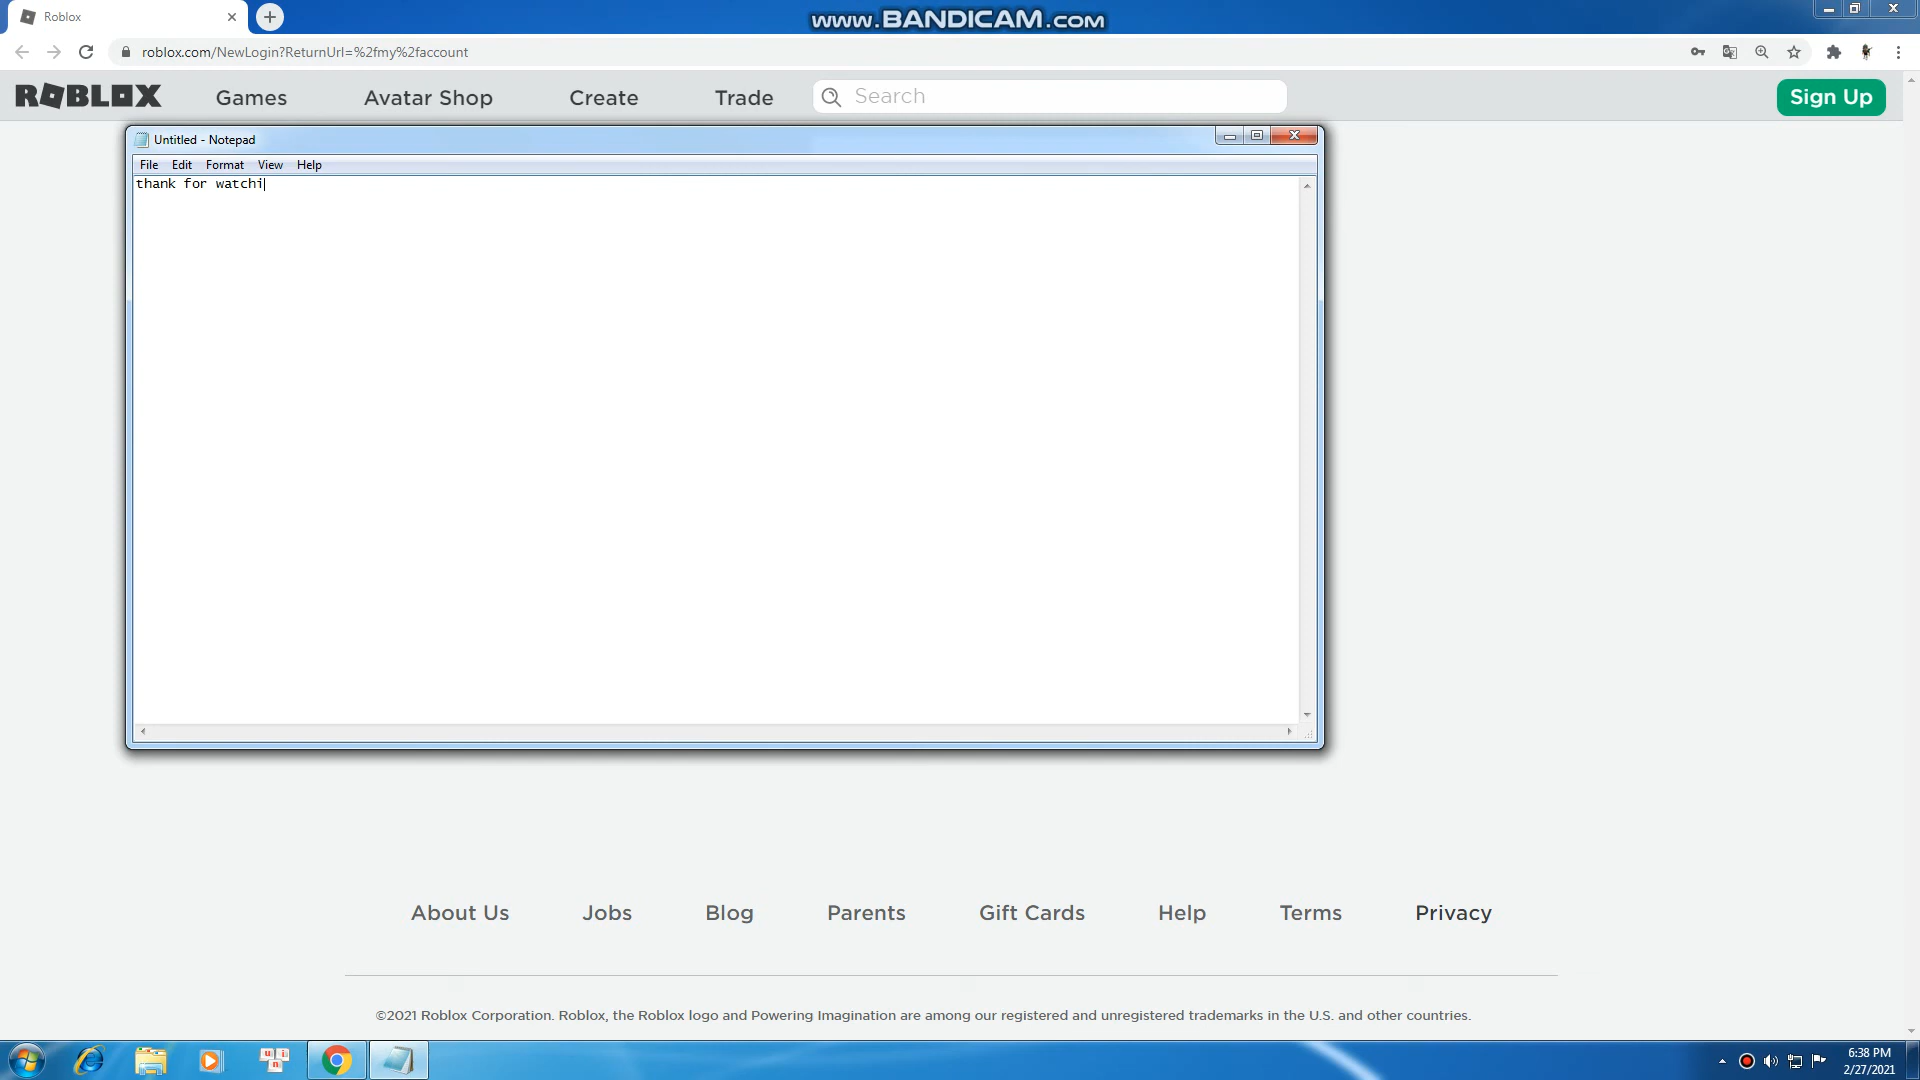 Roblox
www.BANDICAM.com
roblox.com/NewLogin?ReturnUrl=%2fmy%2faccount
ROBLOX Games Avatar Shop Create Trade Search Sign Up
Untitled - Notepad
File Edit Format View Help
thank for watchi
About Us Jobs Blog Parents Gift Cards Help Terms Privacy
©2021 Roblox Corporation. Roblox, the Roblox logo and Powering Imagination are among our registered and unregistered trademarks in the U.S. and other countries.
u i n
6:38 PM
2/27/2021